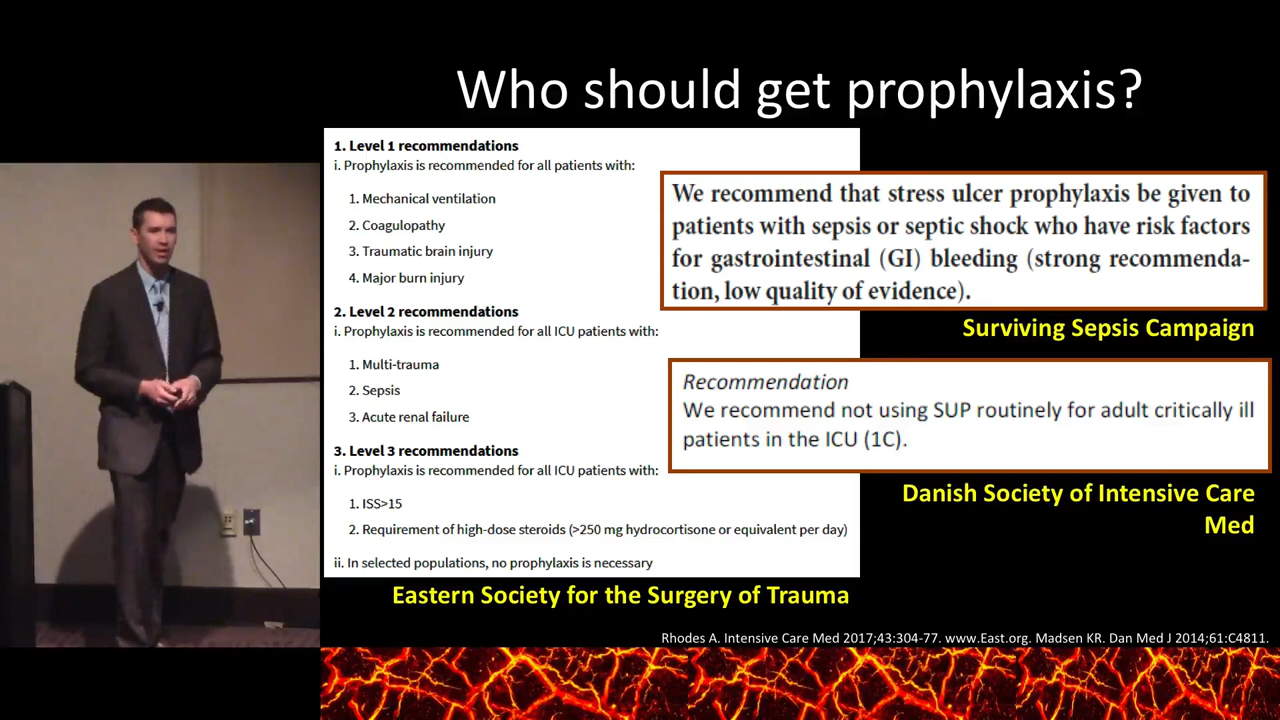 Who should get prophylaxis?
1. Level 1 recommendations
i. Prophylaxis is recommended for all patients with:
1. Mechanical ventilation
2. Coagulopathy
3. Traumatic brain injury
4. Major burn injury
2. Level 2 recommendations
i. Prophylaxis is recommended for all ICU patients with:
1. Multi-trauma
2. Sepsis
3. Acute renal failure
3. Level 3 recommendations
i. Prophylaxis is recommended for all ICU patients with:
1. ISS>15
2. Requirement of high-dose steroids (>250 mg hydrocortisone or equivalent per day)
ii. In selected populations, no prophylaxis is necessary
Eastern Society for the Surgery of Trauma
We recommend that stress ulcer prophylaxis be given to
patients with sepsis or septic shock who have risk factors
for gastrointestinal (GI) bleeding (strong recommenda-
tion, low quality of evidence).
Surviving Sepsis Campaign
Recommendation
We recommend not using SUP routinely for adult critically ill
patients in the ICU (1C).
Danish Society of Intensive Care
Med
Rhodes A. Intensive Care Med 2017;43:304-77. www.East.org. Madsen KR. Dan Med J 2014;61:C4811.